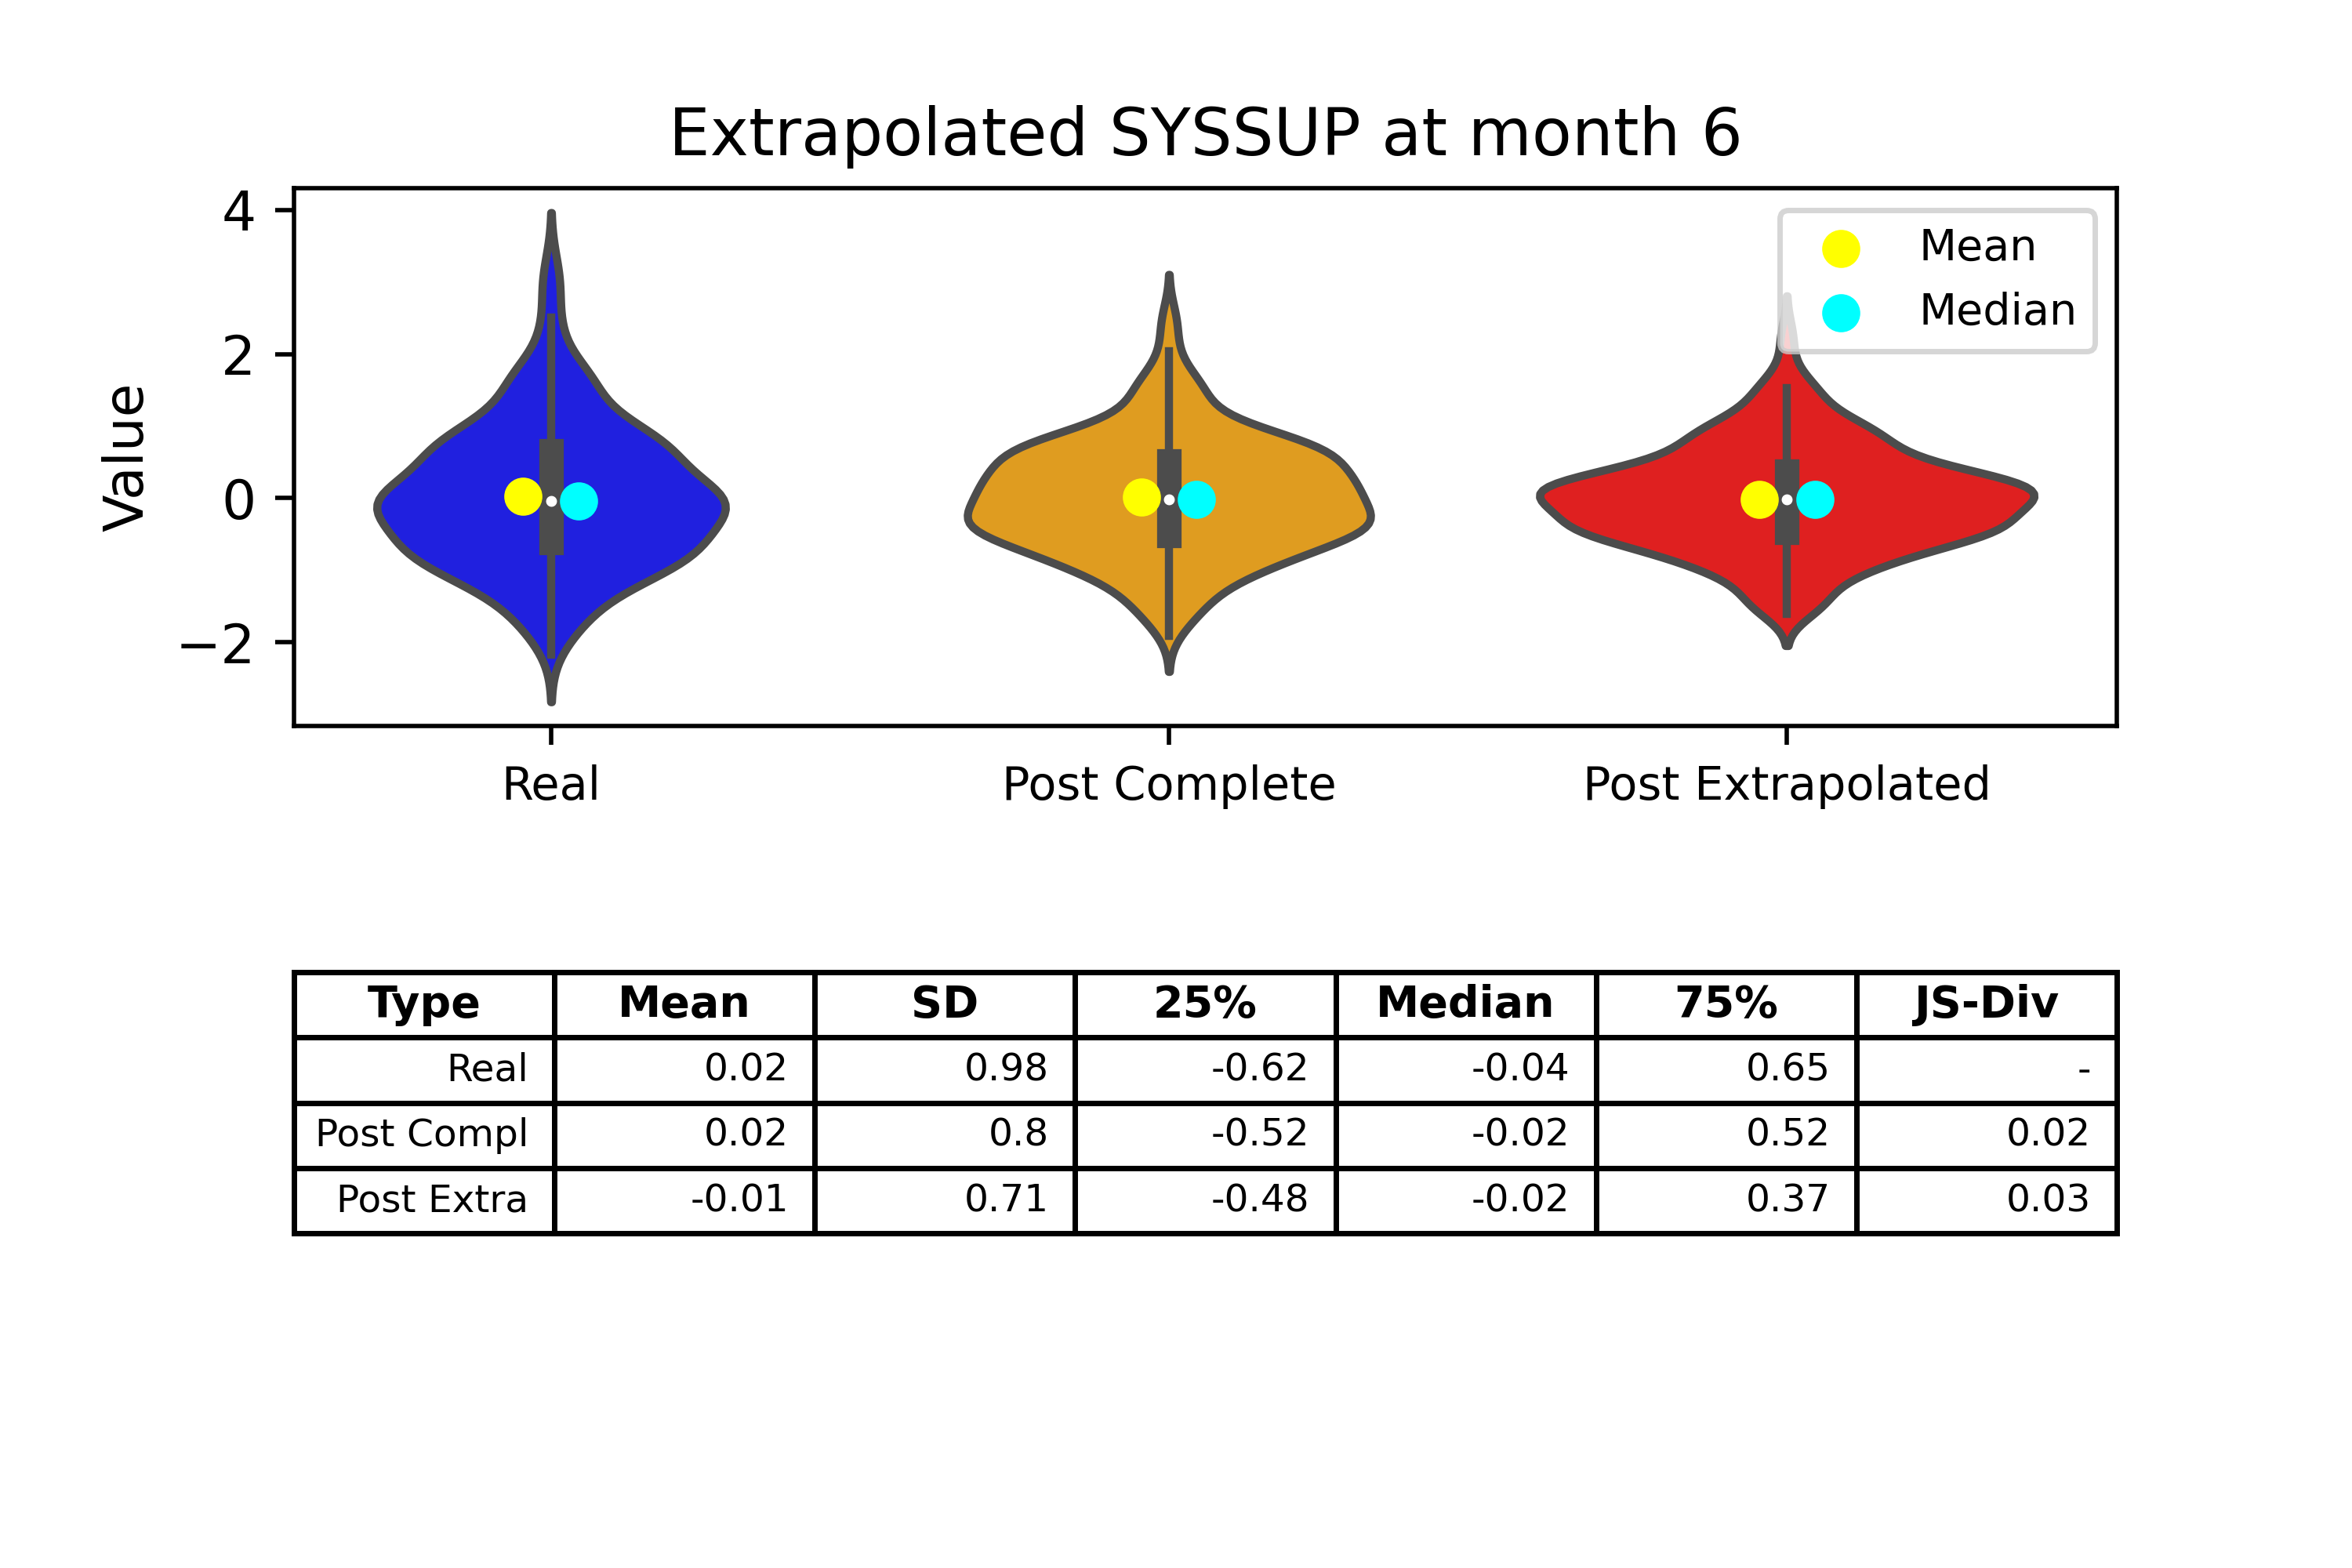 Extrapolated SYSSUP at month 6
4
2
0
−2
Value
Mean
Median
Real Post Complete Post Extrapolated
Type Mean SD 25% Median 75% JS-Div
Real 0.02 0.98 -0.62 -0.04 0.65 -
Post Compl 0.02 0.8 -0.52 -0.02 0.52 0.02
Post Extra -0.01 0.71 -0.48 -0.02 0.37 0.03